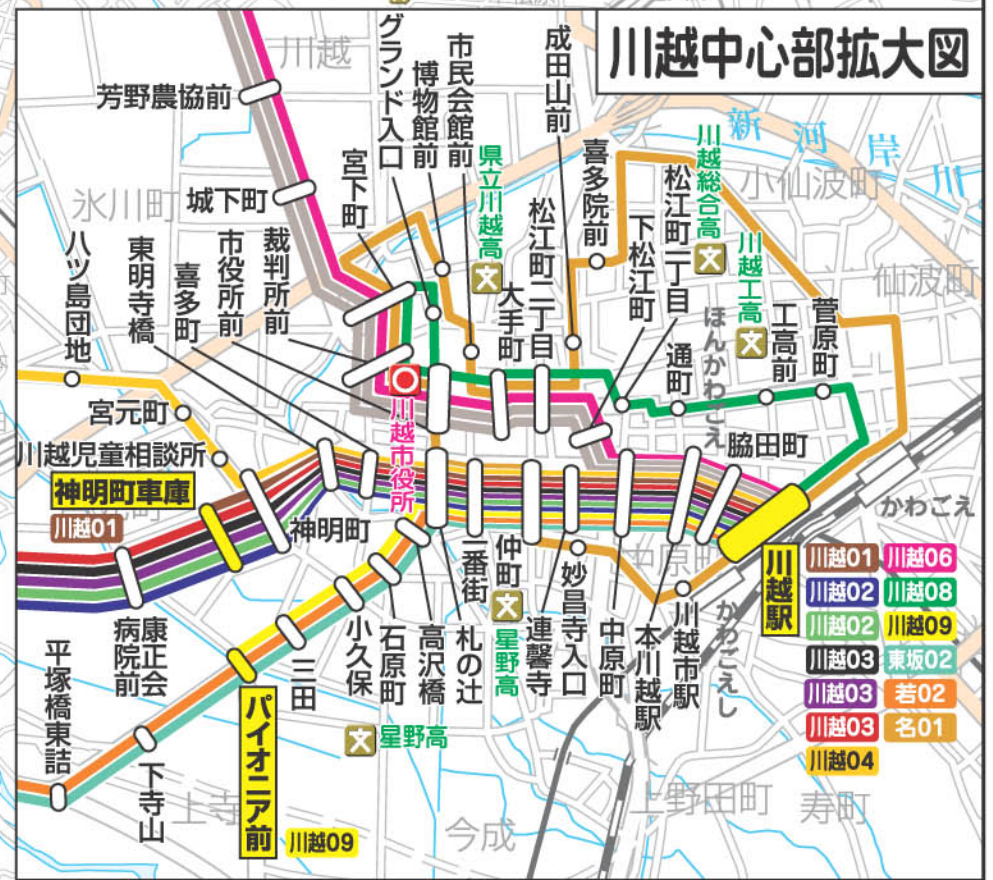 川越中心部拡大図
川越
芳野農協前
グランド入口
博物館前
市民会館前
成田山前
新河岸川
氷川町
城下町
宮下町
県立川越高
松江町二丁目
喜多院前
松江町一丁目
川越総合高
小仙波町
八ツ島団地
東明寺橋
喜多町
市役所前
裁判所前
大手町
下松江町
ほんかわごえ
通町
川越工高
工高前
菅原町
仙波町
宮元町
川越児童相談所
神明町車庫
川越01
神明町
川越市役所
脇田町
かわごえ
康正会病院前
平塚橋東詰
三田
小久保
石原町
高沢橋
札の辻
一番街
仲町
星野高
連馨寺
妙昌寺入口
中原町
中原町
本川越駅
川越市駅
かわごえし
川越駅
川越01
川越06
川越02
川越08
川越02
川越09
川越03
東坂02
川越03
若02
川越03
名01
川越04
星野高
パイオニア前
川越09
下寺山
上寺
今成
上野田町
寿町